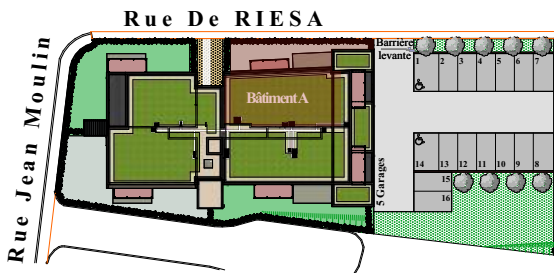 Rue De RIESA
Rue Jean Moulin
Barrière
levante
Bâtiment A
1 2 3 4 5 6 7
14 13 12 11 10 9 8
15
16
5 Garages